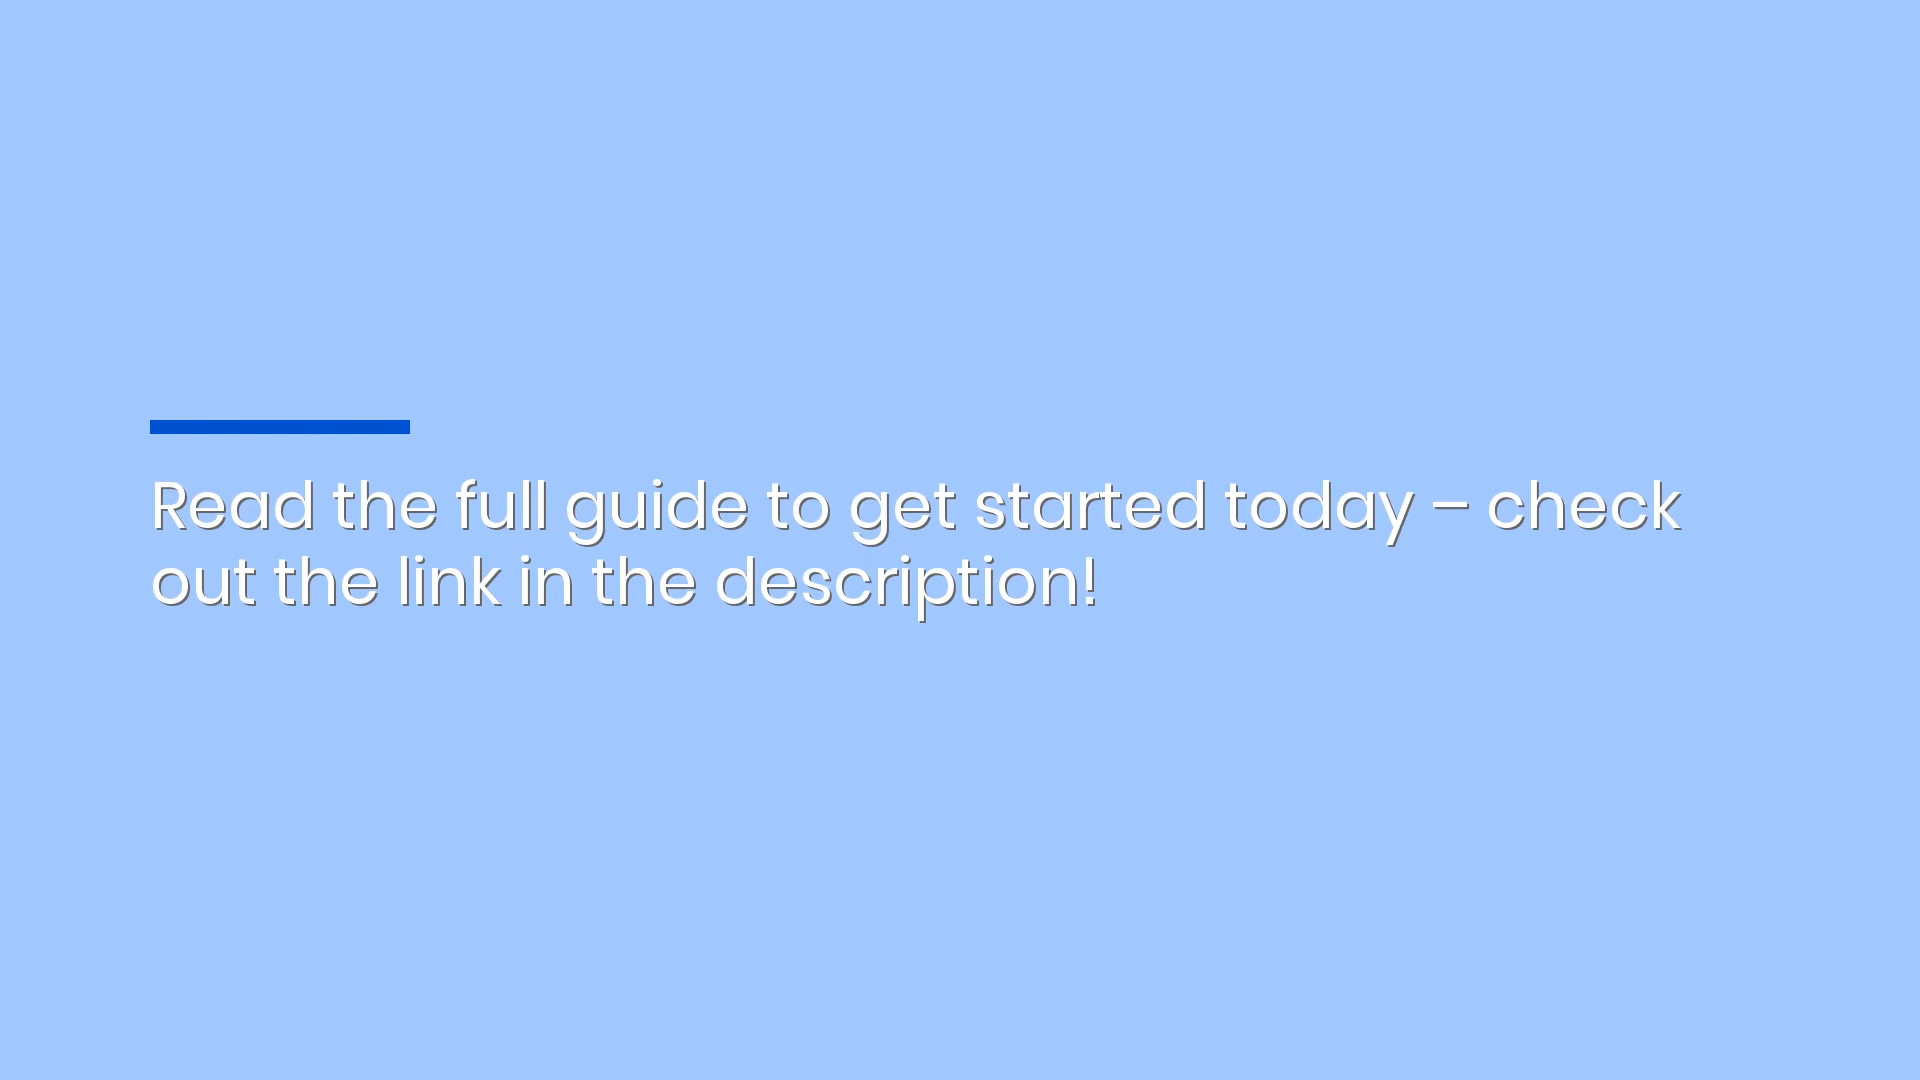 Read the full guide to get started today – check
out the link in the description!